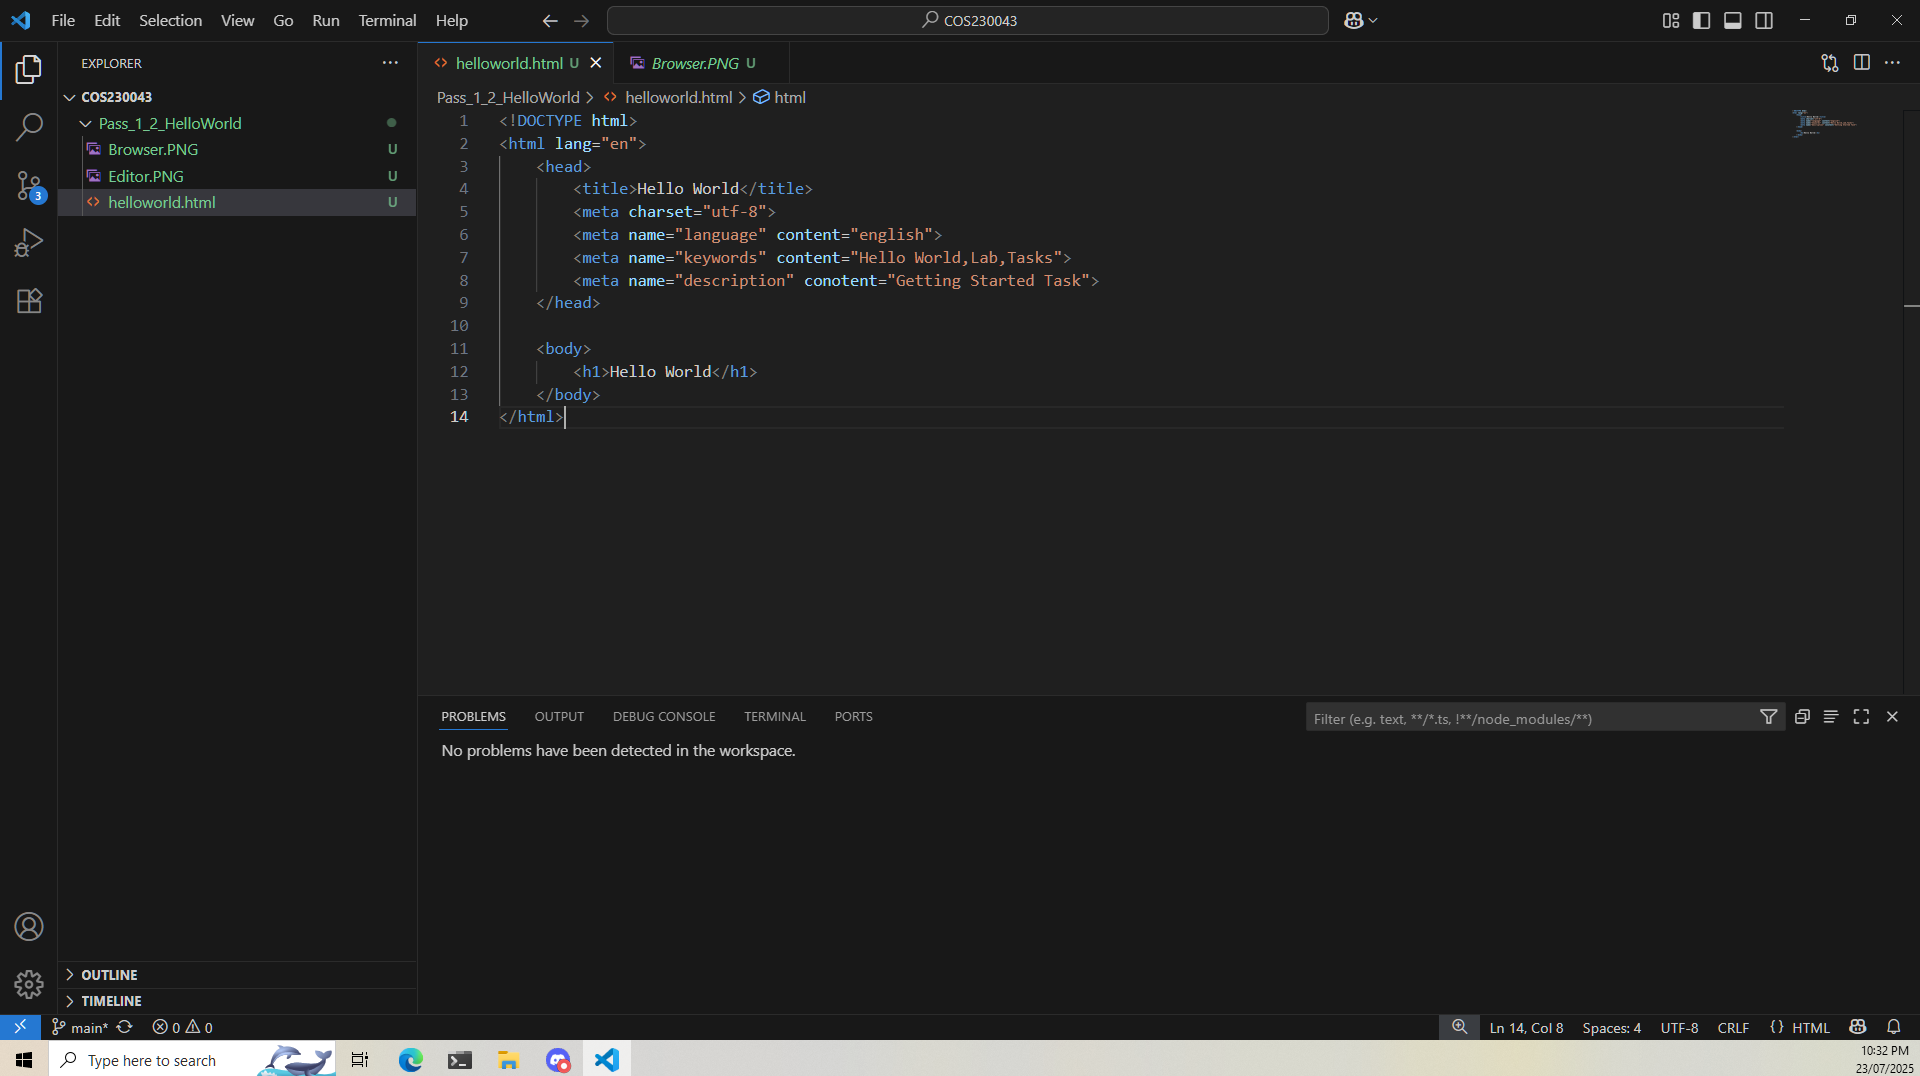 File Edit Selection View Go Run Terminal Help
COS230043
EXPLORER
COS230043
Pass_1_2_HelloWorld
Browser.PNG U
Editor.PNG U
helloworld.html U
3
OUTLINE
TIMELINE
helloworld.html U
Browser.PNG U
Pass_1_2_HelloWorld > helloworld.html > html
1 <!DOCTYPE html>
2 <html lang="en">
3 <head>
4 <title>Hello World</title>
5 <meta charset="utf-8">
6 <meta name="language" content="english">
7 <meta name="keywords" content="Hello World,Lab,Tasks">
8 <meta name="description" conotent="Getting Started Task">
9 </head>
10
11 <body>
12 <h1>Hello World</h1>
13 </body>
14 </html>
PROBLEMS OUTPUT DEBUG CONSOLE TERMINAL PORTS
Filter (e.g. text, **/*.ts, !**/node_modules/**)
No problems have been detected in the workspace.
main* 0 0
Ln 14, Col 8 Spaces: 4 UTF-8 CRLF {} HTML
Type here to search
10:32 PM
23/07/2025